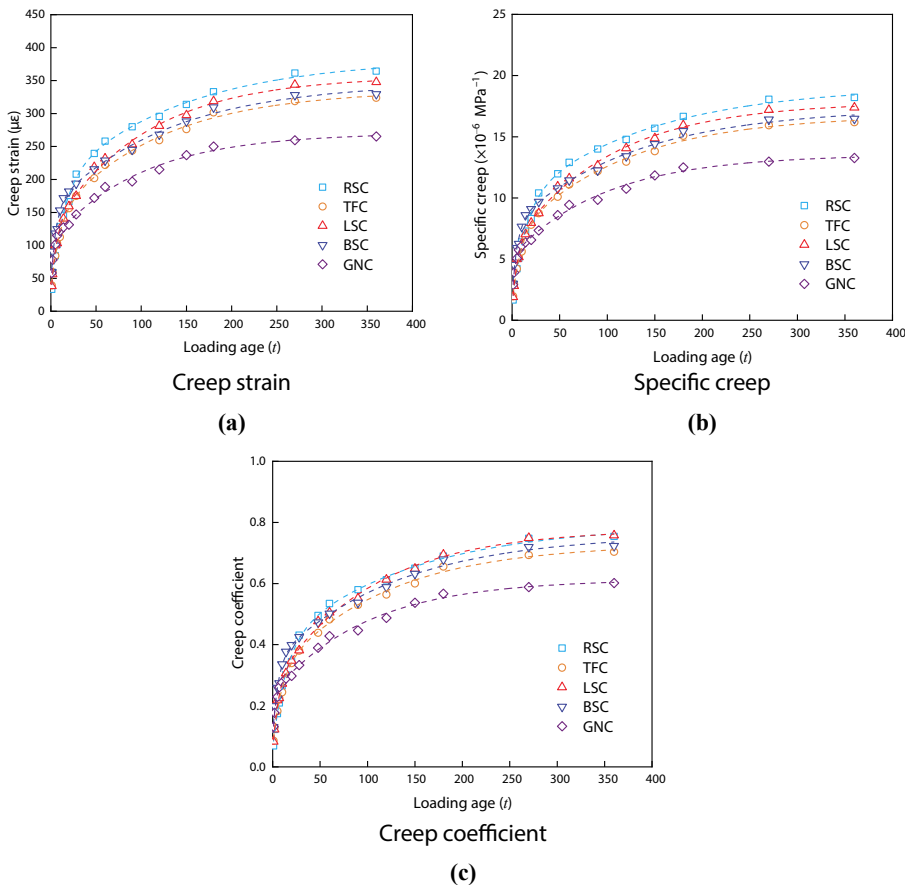 Creep strain (με)
450
400
350
300
250
200
150
100
50
0
0 50 100 150 200 250 300 350 400
Loading age (t)
RSC
TFC
LSC
BSC
GNC
Creep strain
(a)
Specific creep (×10⁻⁶ MPa⁻¹)
25
20
15
10
5
0
0 50 100 150 200 250 300 350 400
Loading age (t)
RSC
TFC
LSC
BSC
GNC
Specific creep
(b)
Creep coefficient
1.0
0.8
0.6
0.4
0.2
0.0
0 50 100 150 200 250 300 350 400
Loading age (t)
RSC
TFC
LSC
BSC
GNC
Creep coefficient
(c)